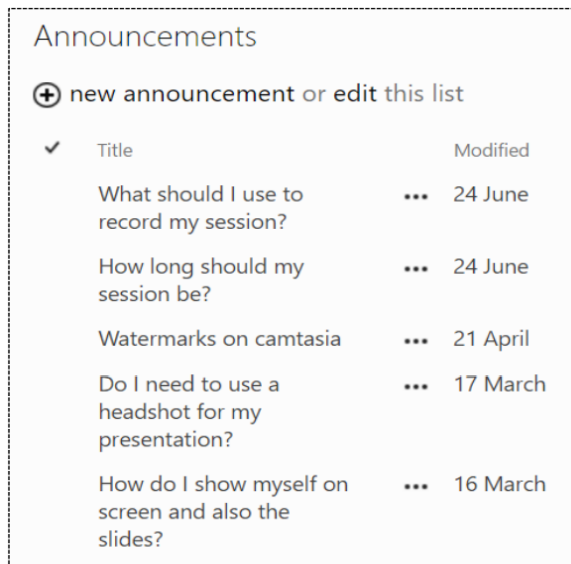 Announcements
new announcement or edit this list
Title Modified
What should I use to ... 24 June
record my session?
How long should my ... 24 June
session be?
Watermarks on camtasia ... 21 April
Do I need to use a ... 17 March
headshot for my
presentation?
How do I show myself on ... 16 March
screen and also the
slides?